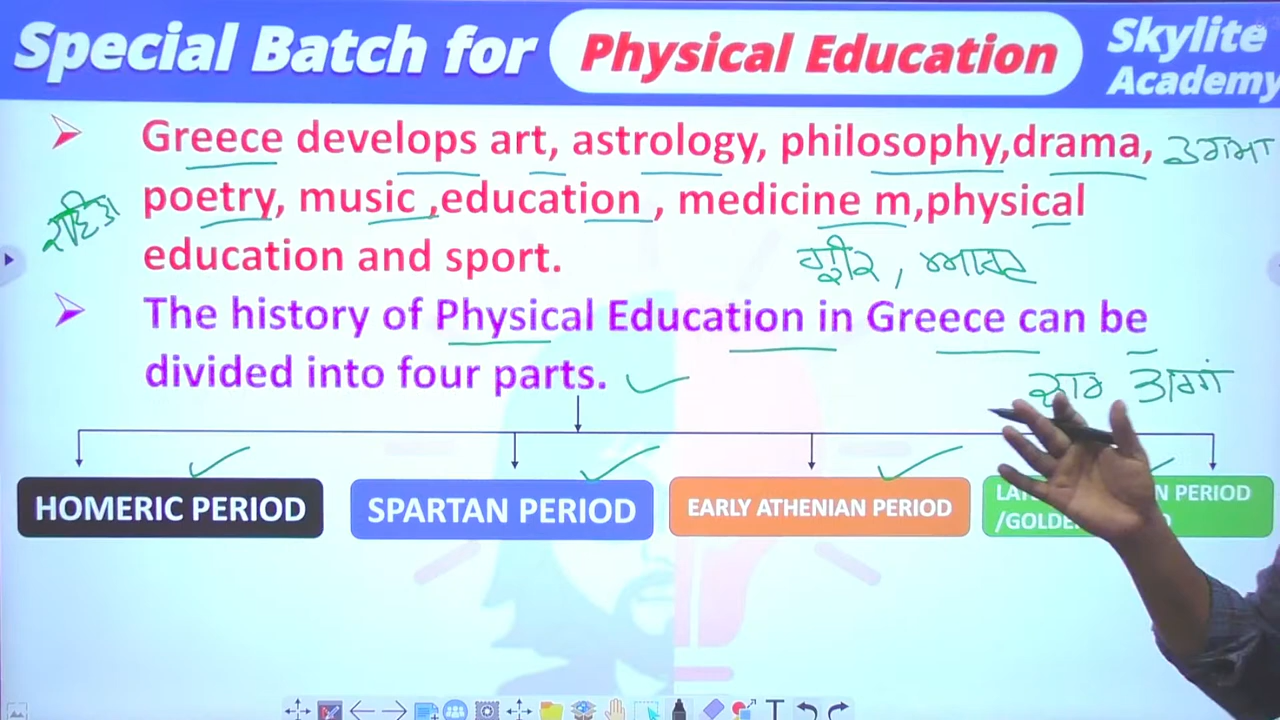 Special Batch for Physical Education Skylite Academy
Greece develops art, astrology, philosophy,drama,
poetry, music ,education , medicine m,physical
education and sport.
ਗ੍ਰੀਕ ,
The history of Physical Education in Greece can be
divided into four parts.
ਚਾਰ ਭਾਗਾਂ
HOMERIC PERIOD
SPARTAN PERIOD
EARLY ATHENIAN PERIOD
N PERIOD
/GOLDE